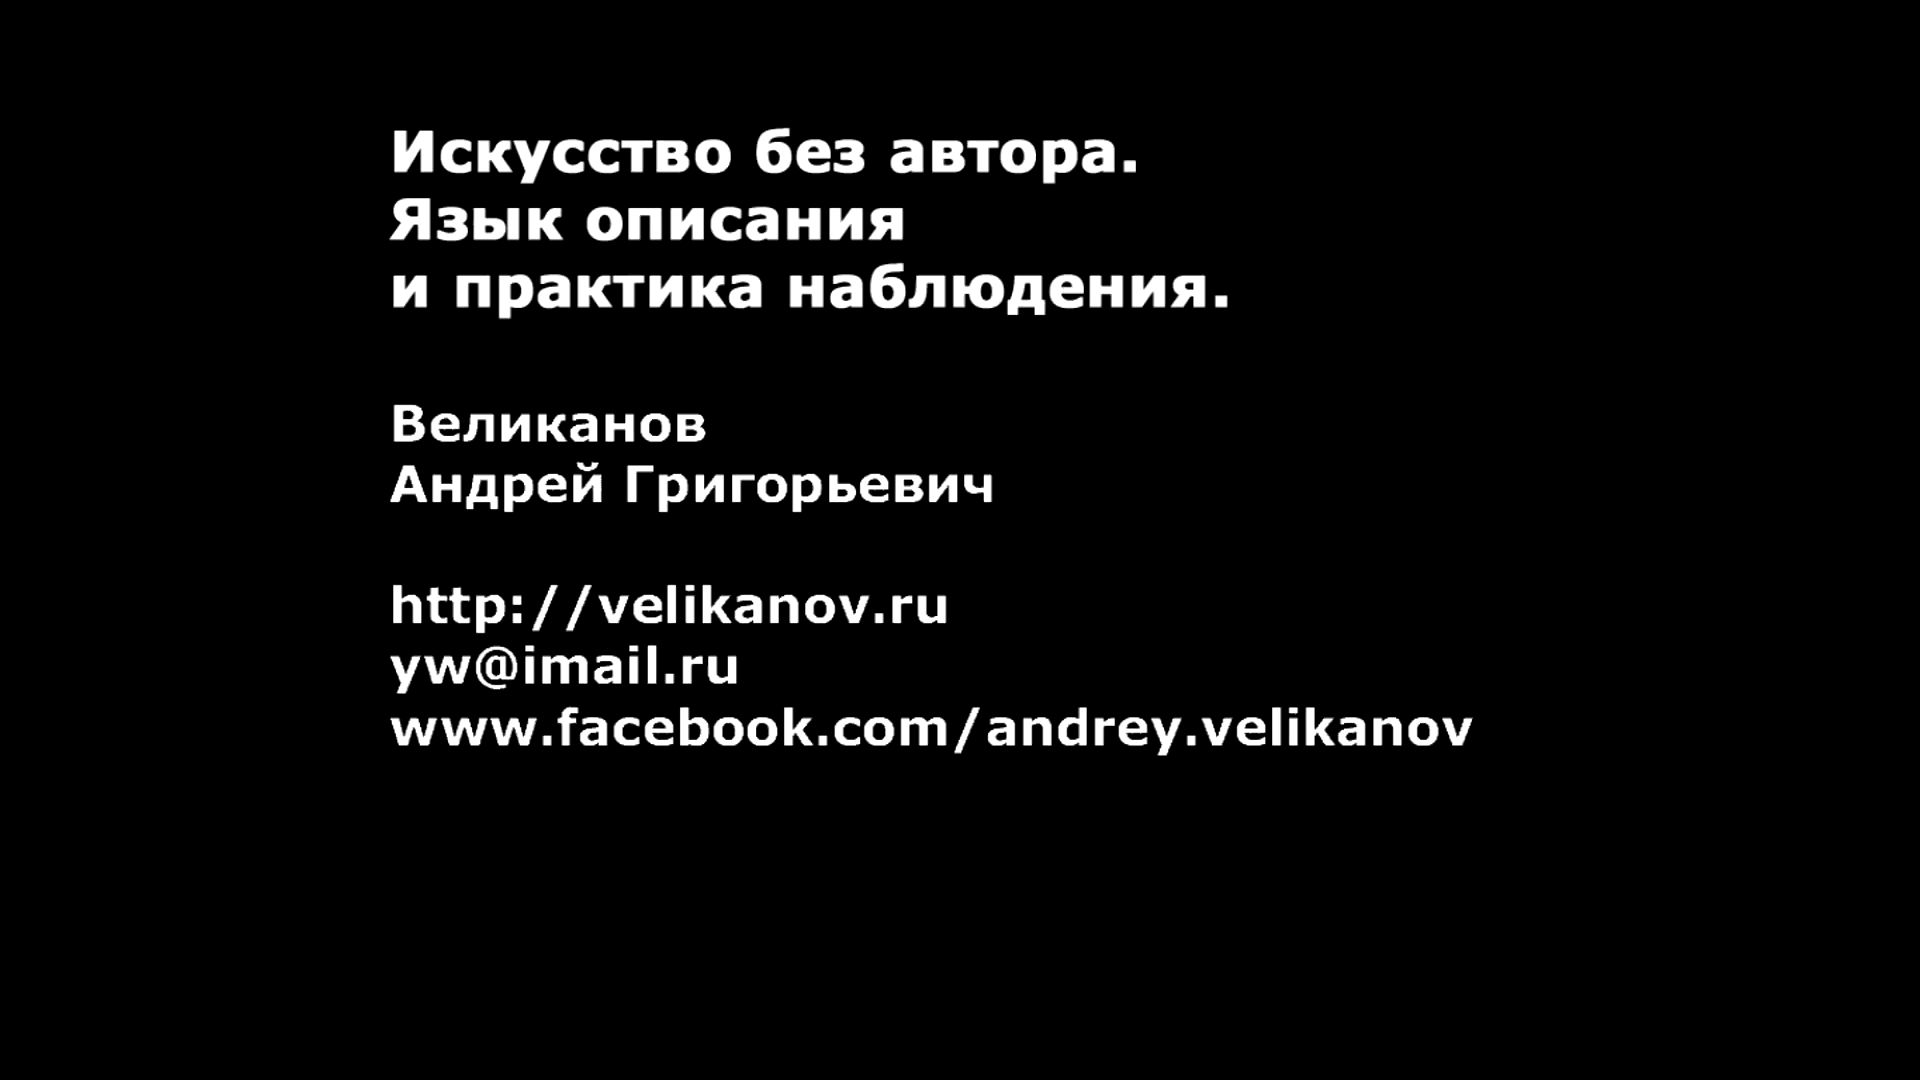 Искусство без автора.
Язык описания
и практика наблюдения.
Великанов
Андрей Григорьевич
http://velikanov.ru
yw@imail.ru
www.facebook.com/andrey.velikanov